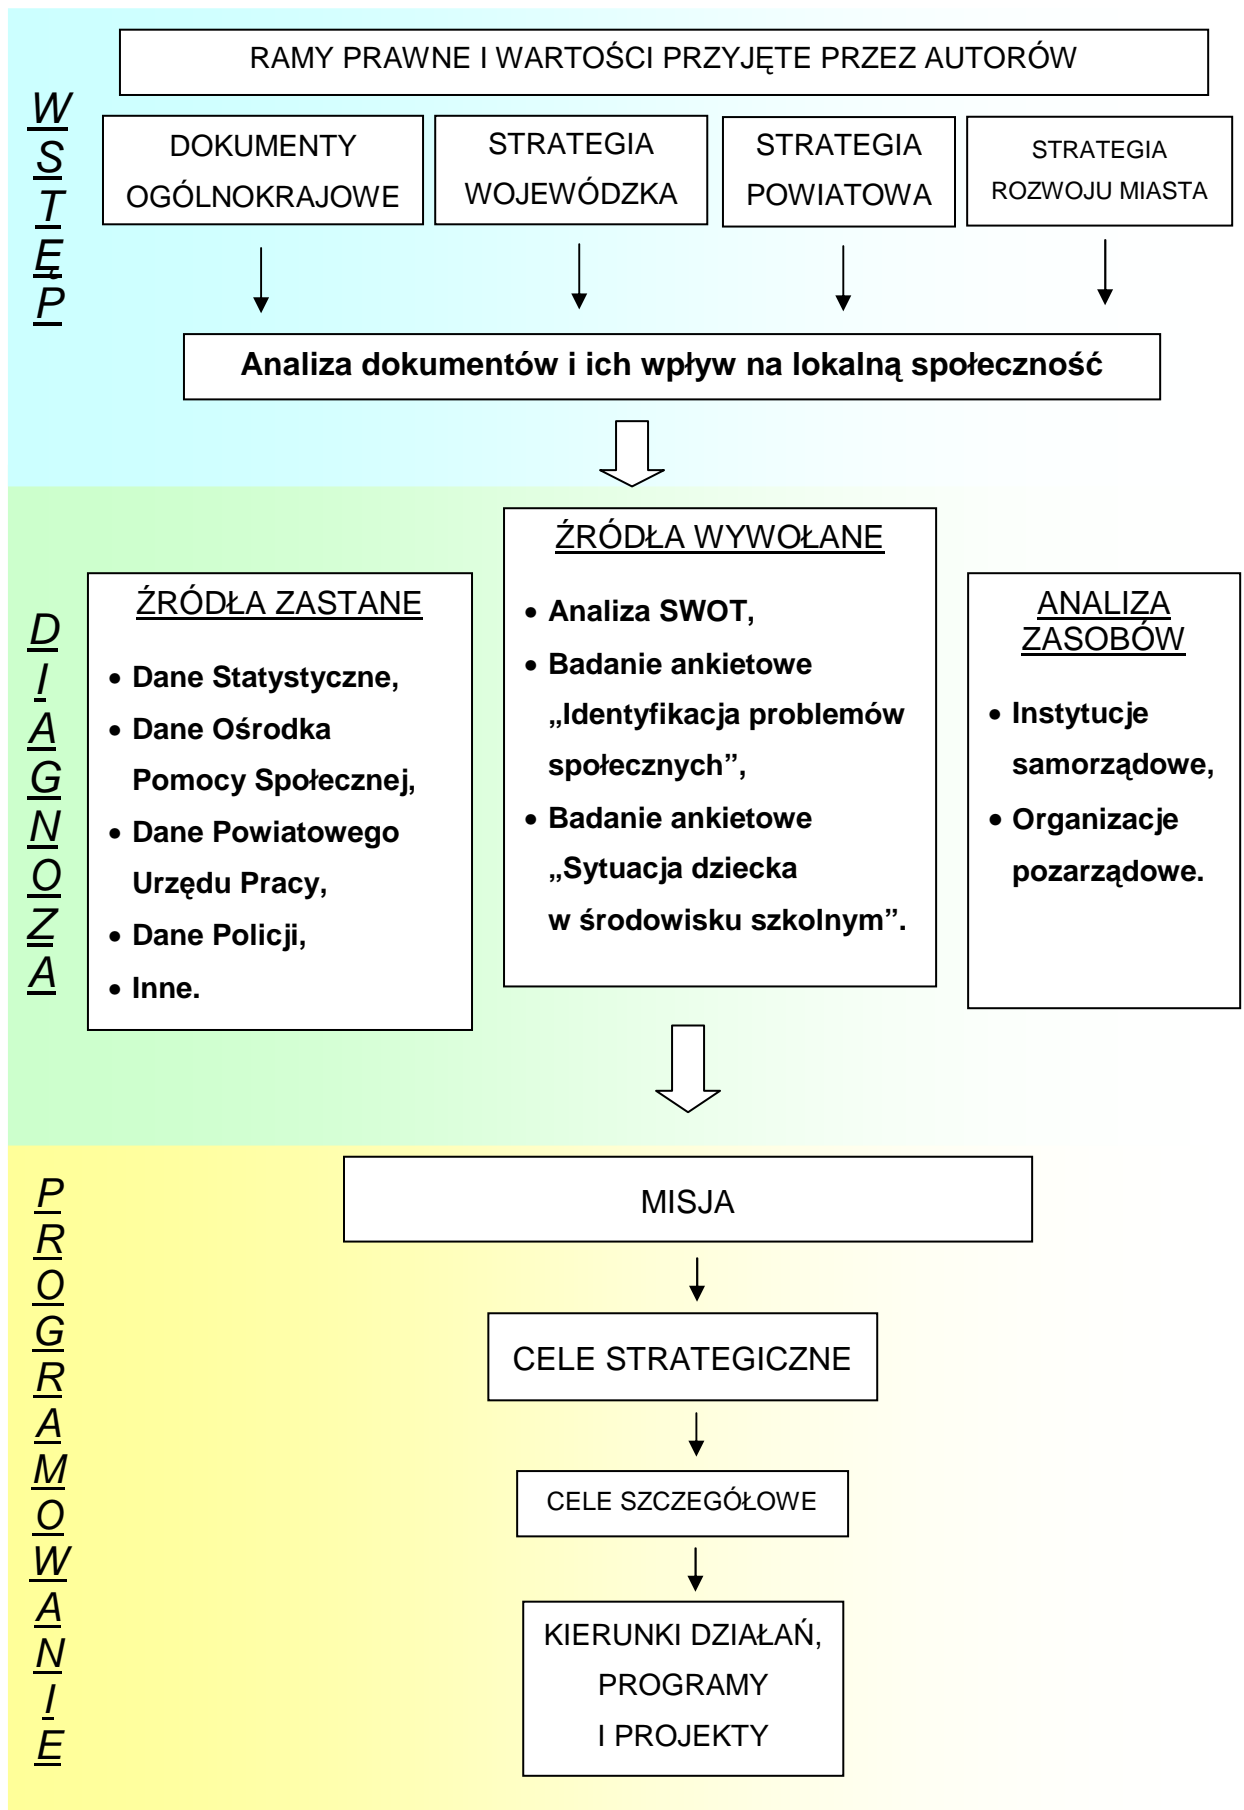 WSTĘP
RAMY PRAWNE I WARTOŚCI PRZYJĘTE PRZEZ AUTORÓW
DOKUMENTY
OGÓLNOKRAJOWE
STRATEGIA
WOJEWÓDZKA
STRATEGIA
POWIATOWA
STRATEGIA
ROZWOJU MIASTA
Analiza dokumentów i ich wpływ na lokalną społeczność
DIAGNOZA
ŹRÓDŁA ZASTANE
• Dane Statystyczne,
• Dane Ośrodka
Pomocy Społecznej,
• Dane Powiatowego
Urzędu Pracy,
• Dane Policji,
• Inne.
ŹRÓDŁA WYWOŁANE
• Analiza SWOT,
• Badanie ankietowe
„Identyfikacja problemów
społecznych”,
• Badanie ankietowe
„Sytuacja dziecka
w środowisku szkolnym”.
ANALIZA
ZASOBÓW
• Instytucje
samorządowe,
• Organizacje
pozarządowe.
PROGRAMOWANIE
MISJA
CELE STRATEGICZNE
CELE SZCZEGÓŁOWE
KIERUNKI DZIAŁAŃ,
PROGRAMY
I PROJEKTY